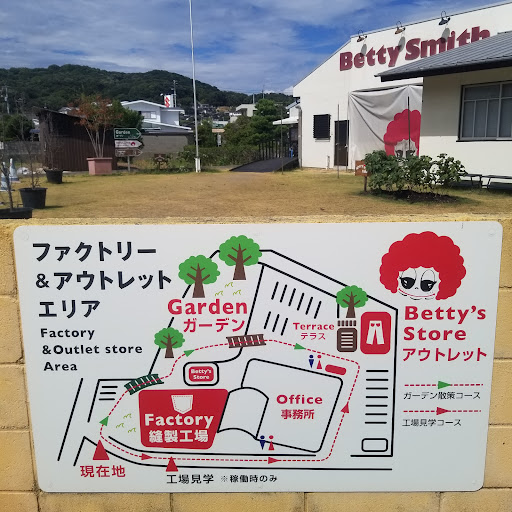 Betty Smith
Garden
ファクトリー
&アウトレット
エリア
Factory
&Outlet store
Area
Garden
ガーデン
Terrace
テラス
Betty's
Store
アウトレット
Betty's
Store
Office
事務所
Factory
縫製工場
ガーデン散策コース
工場見学コース
現在地
工場見学 ※稼働時のみ